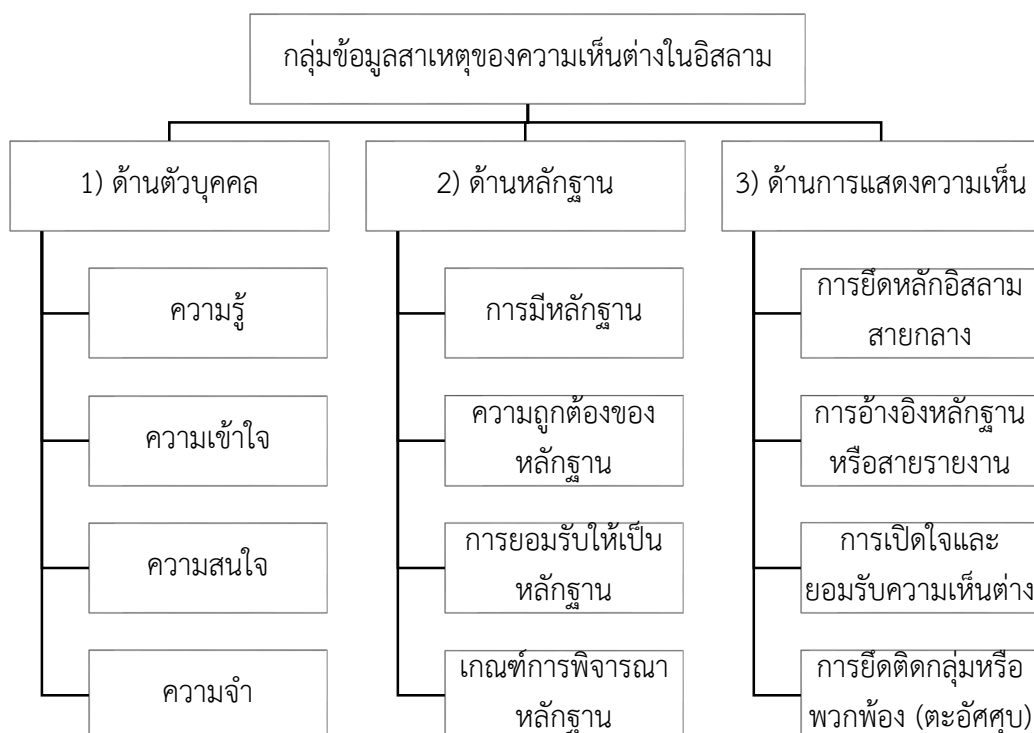 กลุ่มข้อมูลสาเหตุของความเห็นต่างในอิสลาม
1) ด้านตัวบุคคล
ความรู้
ความเข้าใจ
ความสนใจ
ความจำ
2) ด้านหลักฐาน
การมีหลักฐาน
ความถูกต้องของ
หลักฐาน
การยอมรับให้เป็น
หลักฐาน
เกณฑ์การพิจารณา
หลักฐาน
3) ด้านการแสดงความเห็น
การยึดหลักอิสลาม
สายกลาง
การอ้างอิงหลักฐาน
หรือสายรายงาน
การเปิดใจและ
ยอมรับความเห็นต่าง
การยึดติดกลุ่มหรือ
พวกพ้อง (ตะอัศศุบ)